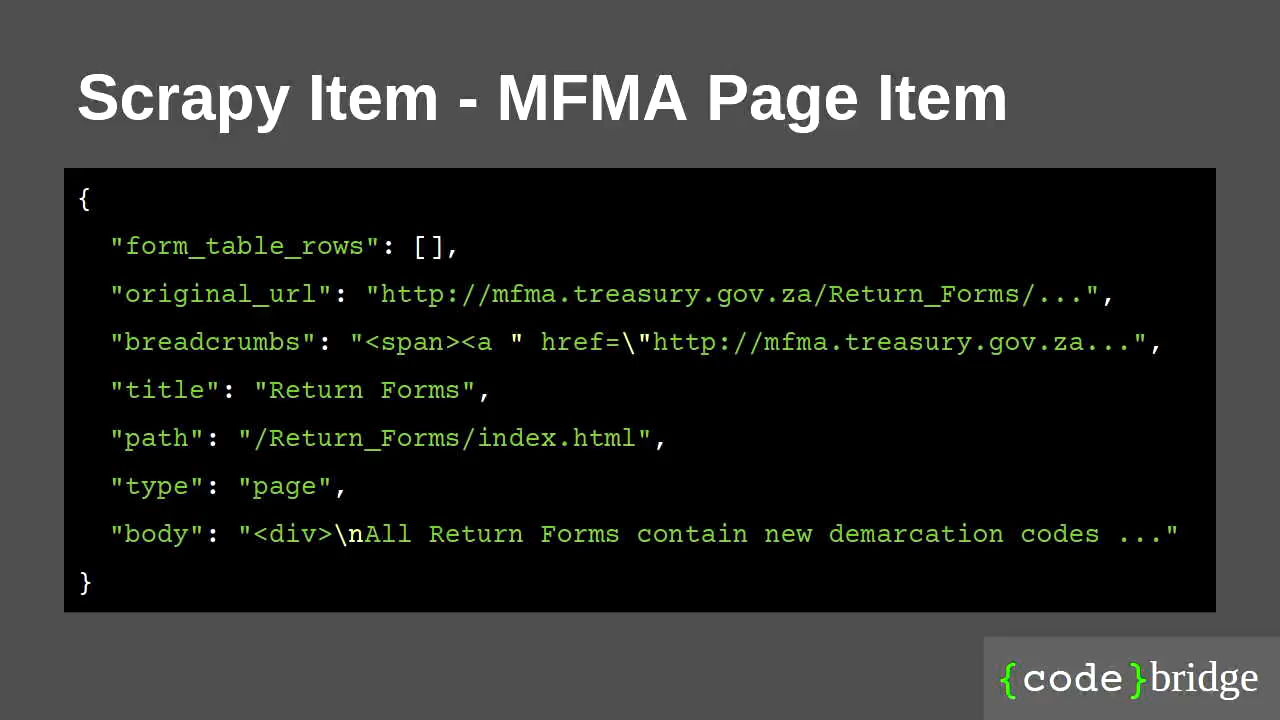 Scrapy Item - MFMA Page Item
{
"form_table_rows": [],
"original_url": "http://mfma.treasury.gov.za/Return_Forms/...",
"breadcrumbs": "<span><a " href=\"http://mfma.treasury.gov.za...",
"title": "Return Forms",
"path": "/Return_Forms/index.html",
"type": "page",
"body": "<div>\nAll Return Forms contain new demarcation codes ..."
}
{code}bridge